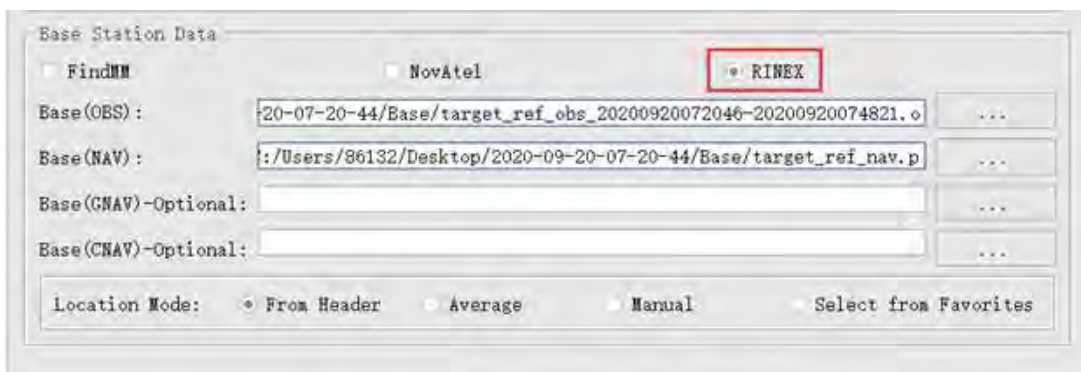 Base Station Data
FindMM NovAtel RINEX
Base(OBS): -20-07-20-44/Base/target_ref_obs_20200920072046-20200920074821.o ...
Base(NAV): :/Users/86132/Desktop/2020-09-20-07-20-44/Base/target_ref_nav.p ...
Base(GNAV)-Optional: ...
Base(CNAV)-Optional: ...
Location Mode: From Header Average Manual Select from Favorites